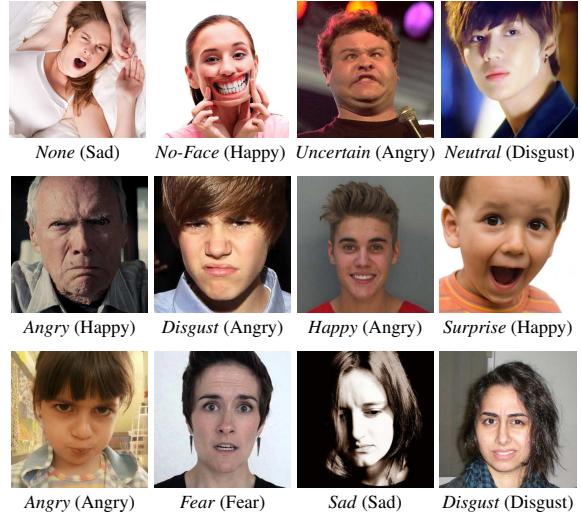 None (Sad) No-Face (Happy) Uncertain (Angry) Neutral (Disgust)
Angry (Happy) Disgust (Angry) Happy (Angry) Surprise (Happy)
Angry (Angry) Fear (Fear) Sad (Sad) Disgust (Disgust)